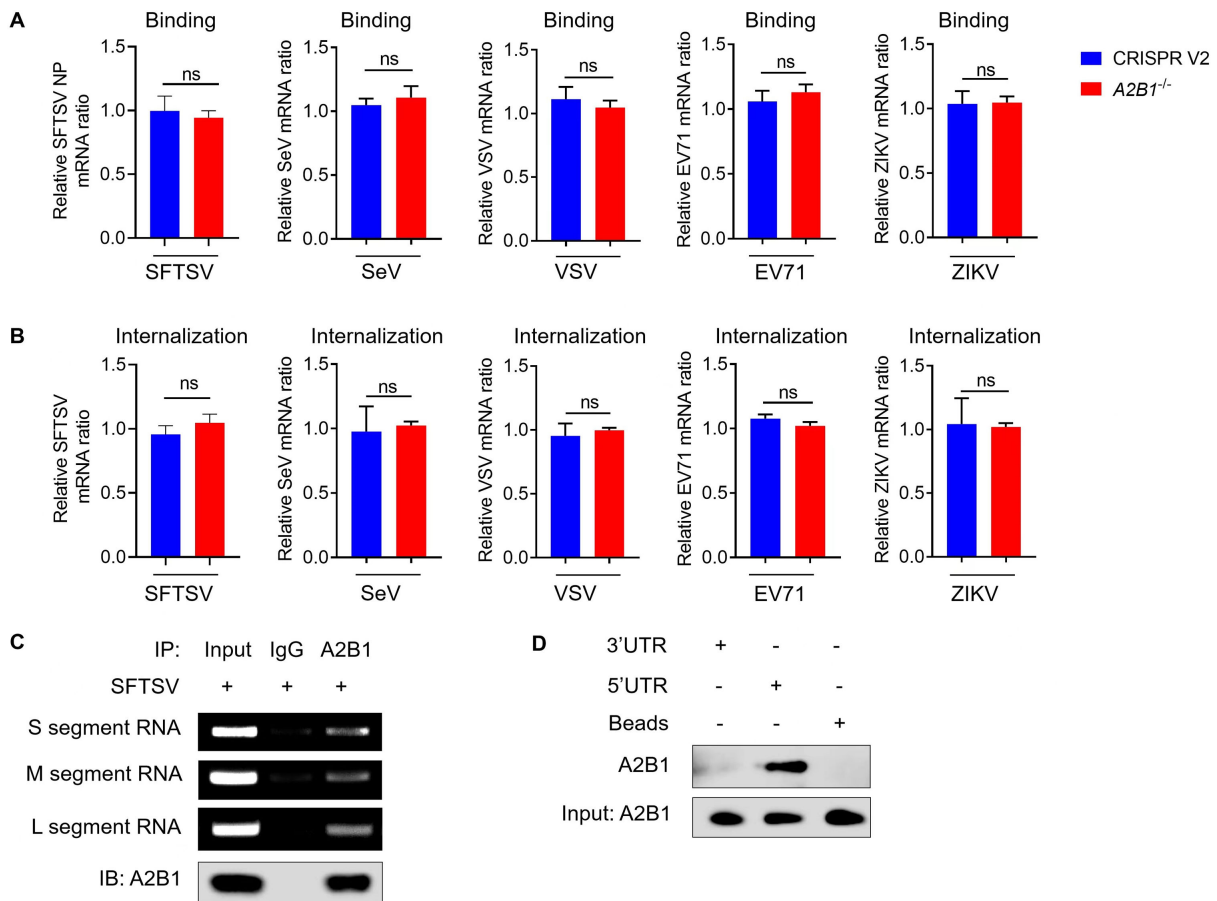 A
Binding
Binding
Binding
Binding
Binding
Relative SFTSV NP
mRNA ratio
1.5
1.0
0.5
0.0
ns
SFTSV
Relative SeV mRNA ratio
1.5
1.0
0.5
0.0
ns
SeV
Relative VSV mRNA ratio
1.5
1.0
0.5
0.0
ns
VSV
Relative EV71 mRNA ratio
1.5
1.0
0.5
0.0
ns
EV71
Relative ZIKV mRNA ratio
1.5
1.0
0.5
0.0
ns
ZIKV
CRISPR V2
A2B1-/-
B
Internalization
Internalization
Internalization
Internalization
Internalization
Relative SFTSV
mRNA ratio
1.5
1.0
0.5
0.0
ns
SFTSV
Relative SeV mRNA ratio
1.5
1.0
0.5
0.0
ns
SeV
Relative VSV mRNA ratio
1.5
1.0
0.5
0.0
ns
VSV
Relative EV71 mRNA ratio
1.5
1.0
0.5
0.0
ns
EV71
Relative ZIKV mRNA ratio
1.5
1.0
0.5
0.0
ns
ZIKV
C
IP: Input IgG A2B1
SFTSV + + +
S segment RNA
M segment RNA
L segment RNA
IB: A2B1
D
3'UTR + - -
5'UTR - + -
Beads - - +
A2B1
Input: A2B1